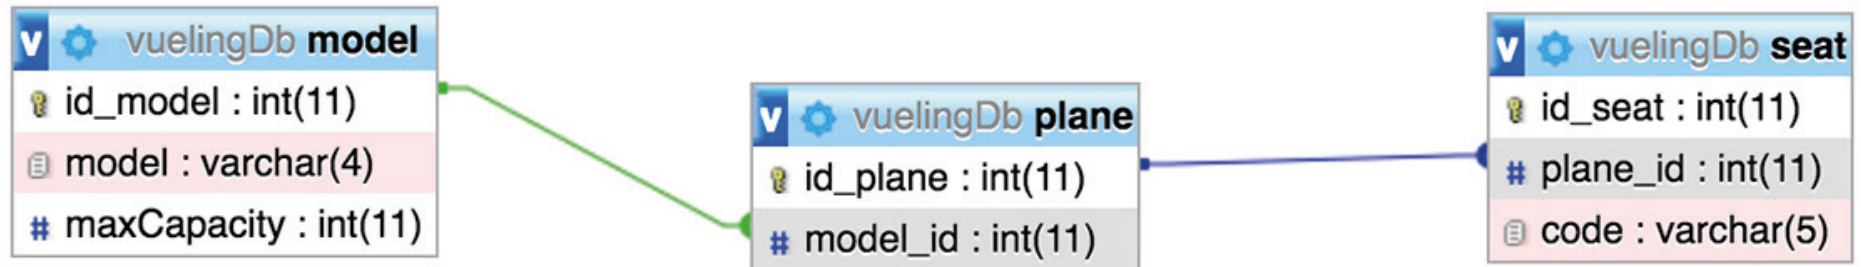 v vuelingDb model
id_model : int(11)
model : varchar(4)
# maxCapacity : int(11)
v vuelingDb plane
id_plane : int(11)
# model_id : int(11)
v vuelingDb seat
id_seat : int(11)
# plane_id : int(11)
code : varchar(5)